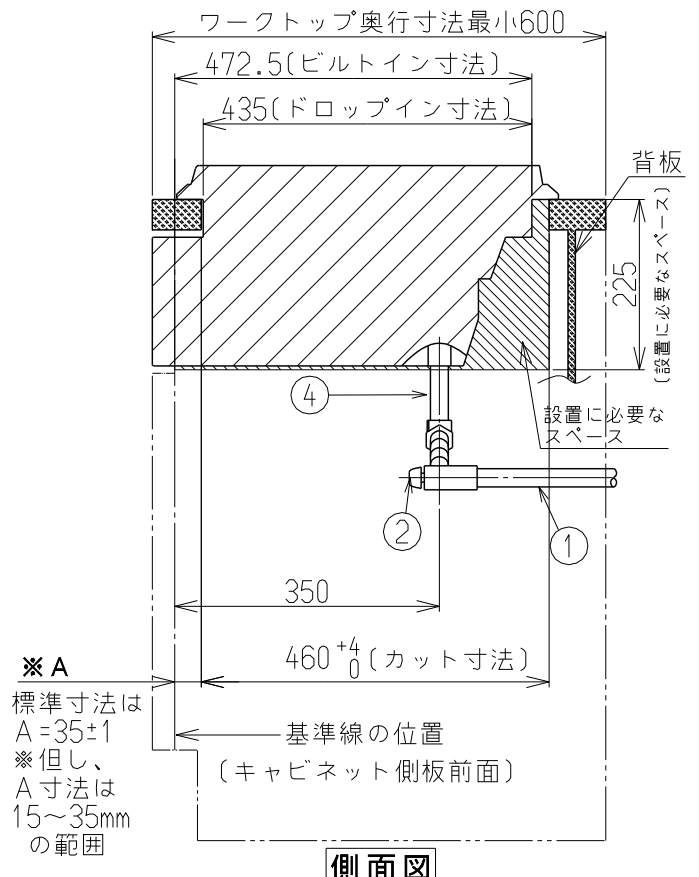 ワークトップ奥行寸法最小600
472.5(ビルトイン寸法)
435(ドロップイン寸法)
背板
225
(設置に必要なスペース)
④
設置に必要な
スペース
②
①
350
460 +4 0 (カット寸法)
※A
標準寸法は
A=35±1
※但し、
A寸法は
15～35mm
の範囲
基準線の位置
(キャビネット側板前面)
側面図